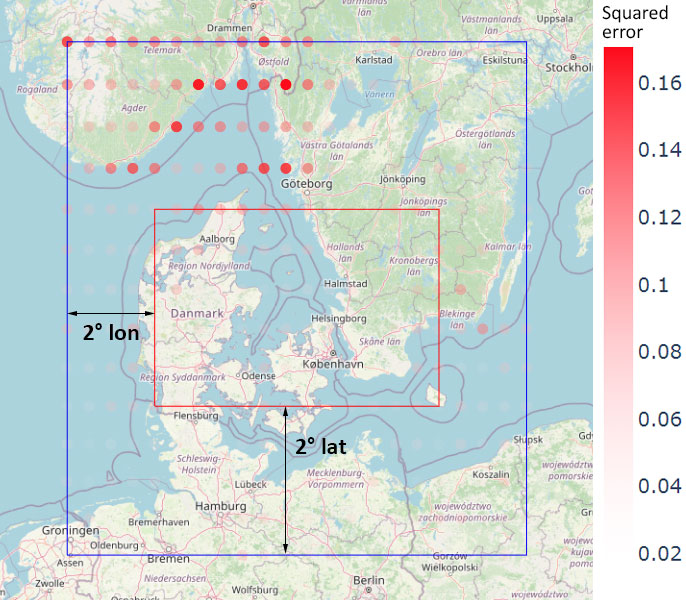 Värmlands
län
Squared
error
Uppsala
Drammen
Västmanlands
län
Telemark
Østfold
Örebro län
Karlstad
Eskilstuna
Stockholm
0.16
Rogaland
Vänern
Agder
Östergötlands
län
0.14
Västra Götalands
län
Göteborg
Jönköping
Jönköpings
län
0.12
Aalborg
Hallands
län
Kalmar län
Region Nordjylland
Kronobergs
län
0.1
Halmstad
Danmark
Helsingborg
Blekinge
län
2° lon
Skåne län
0.08
København
Region Syddanmark
Odense
Flensburg
0.06
2° lat
Słupsk
Schleswig-
Holstein
Mecklenburg-
Vorpommern
Koszalin
województwo
pomorskie
Lübeck
0.04
Hamburg
województwo
zachodniopomorskie
Bremerhaven
Groningen
Oldenburg
0.02
Assen
Bremen
Gorzów
Wielkopolski
Zwolle
Niedersachsen
Berlin
Wolfsburg